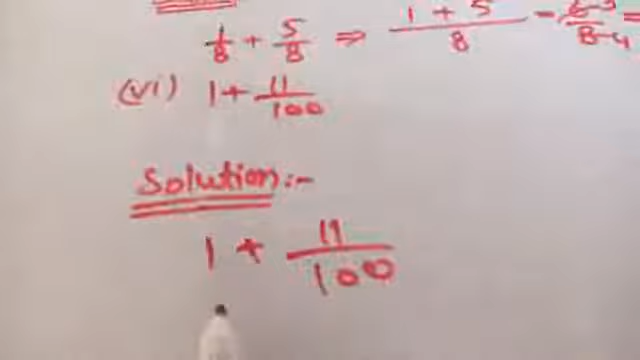 1/8 + 5/8 ⇒ 1 + 5/8 -
(vi) 1 + 11/100
Solution:-
1 + 11/100